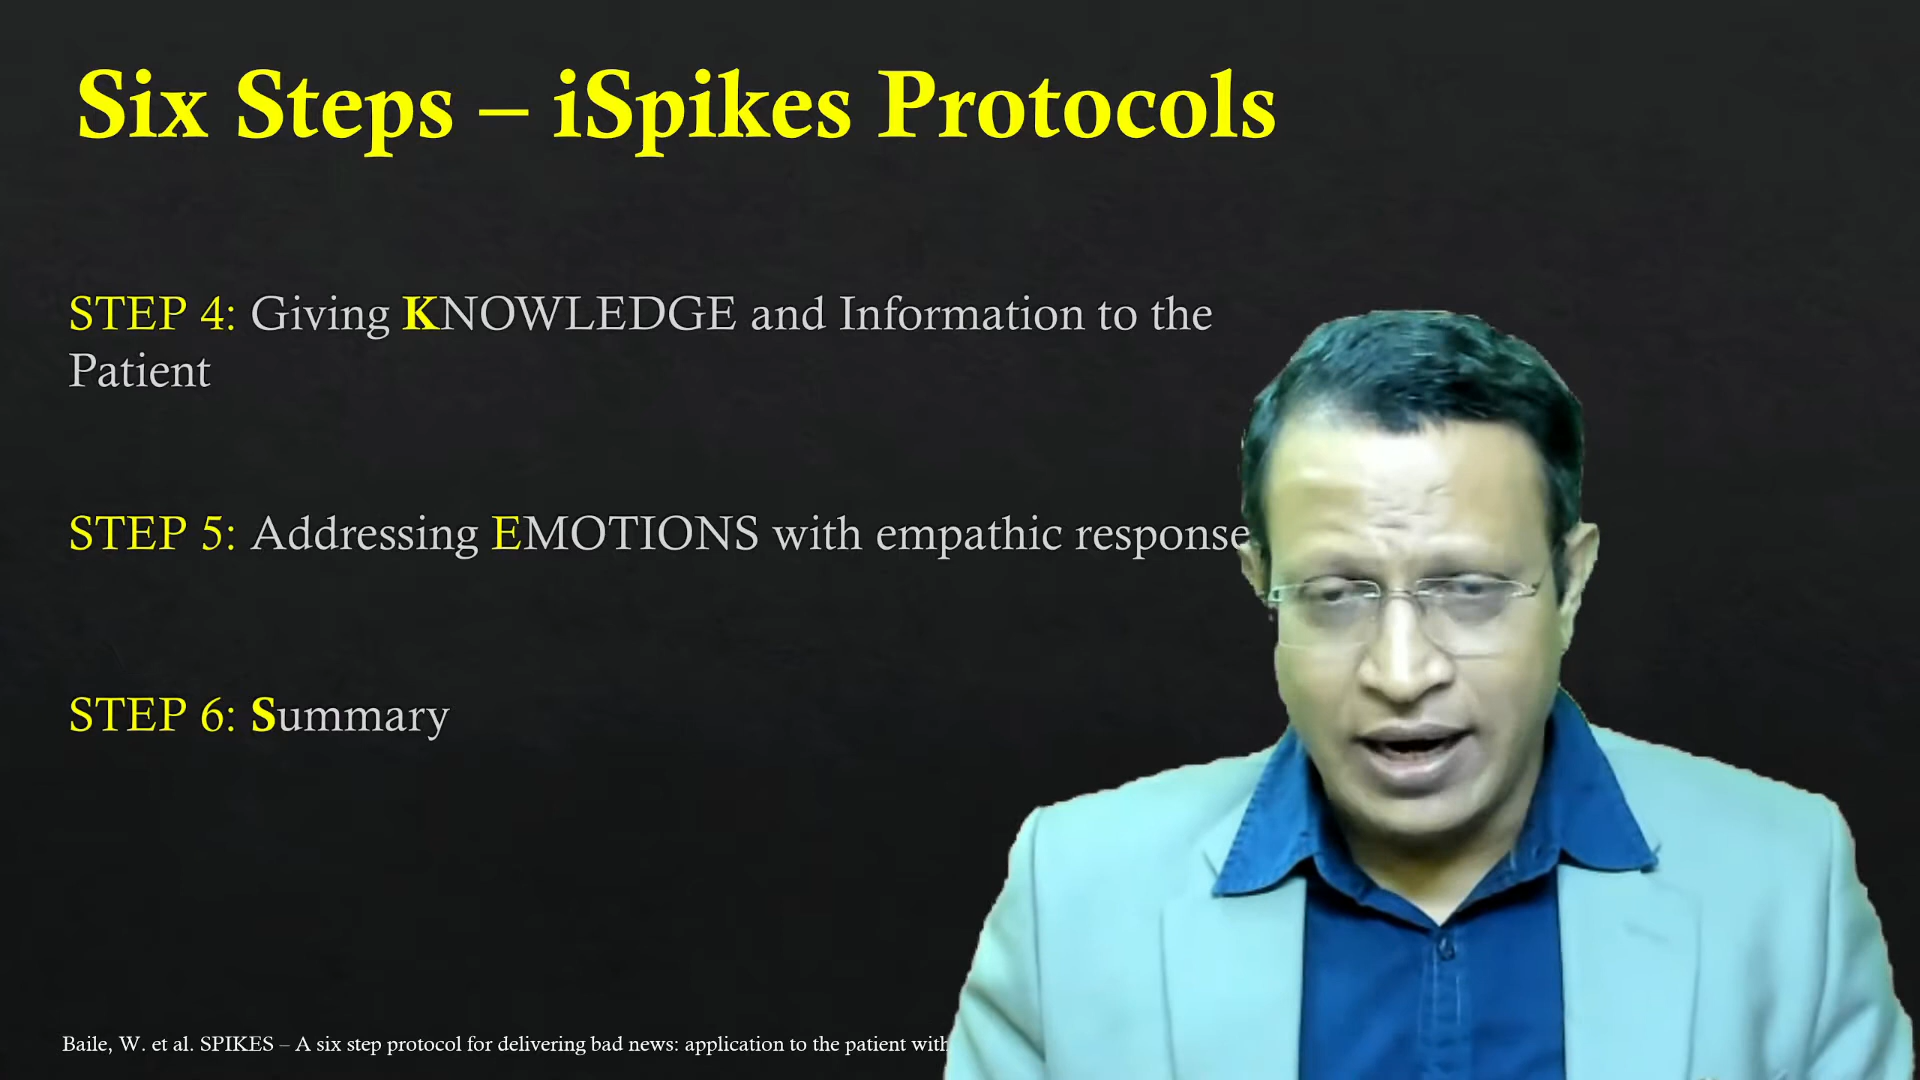 Six Steps – iSpikes Protocols
STEP 4: Giving KNOWLEDGE and Information to the
Patient
STEP 5: Addressing EMOTIONS with empathic response
STEP 6: Summary
Baile, W. et al. SPIKES – A six step protocol for delivering bad news: application to the patient with